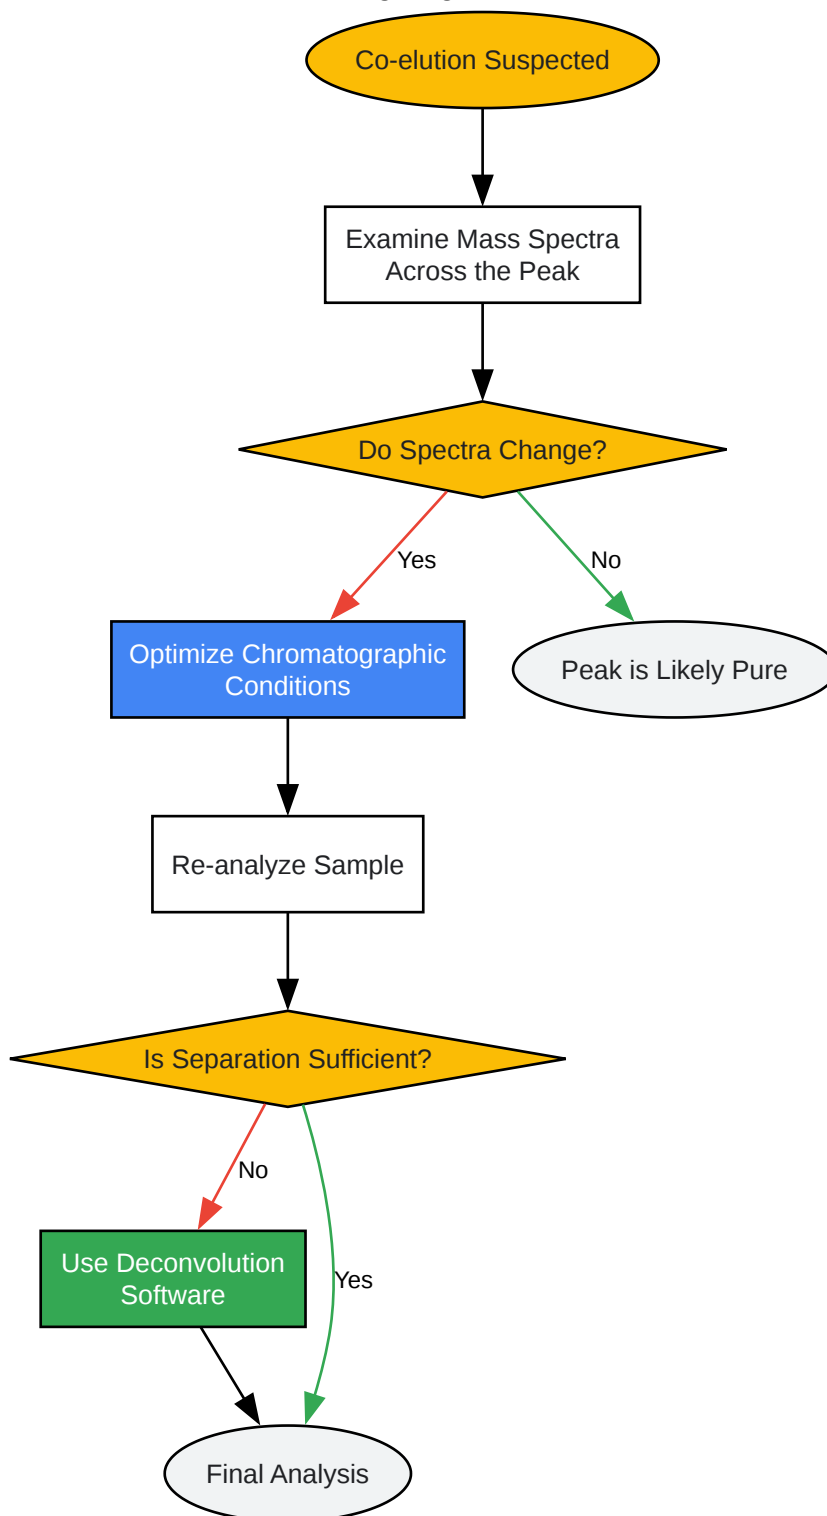 Co-elution Suspected
Examine Mass Spectra
Across the Peak
Do Spectra Change?
Yes
No
Optimize Chromatographic
Conditions
Peak is Likely Pure
Re-analyze Sample
Is Separation Sufficient?
No
Use Deconvolution
Software
Yes
Final Analysis